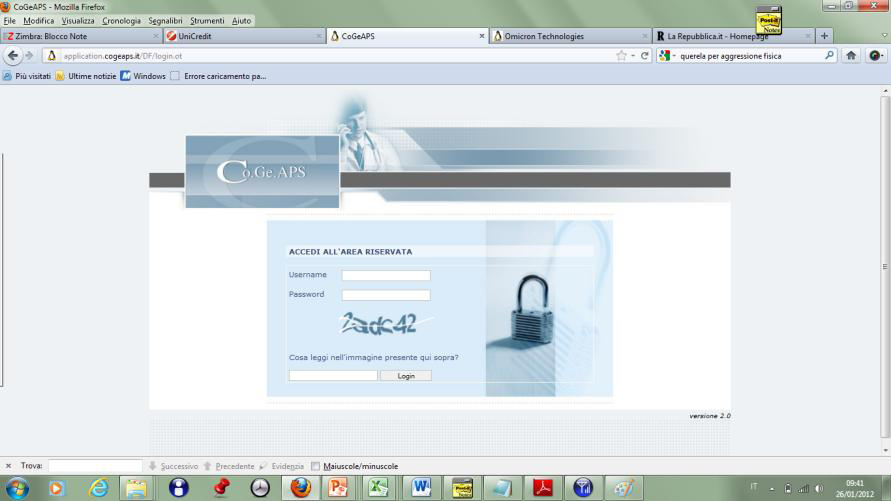 CoGeAPS - Mozilla Firefox
File Modifica Visualizza Cronologia Segnalibri Strumenti Aiuto
Zimbra: Blocco Note
UniCredit
CoGeAPS
Omicron Technologies
La Repubblica.it - Homepage
Post-it
Notes
application.cogeaps.it/DF/login.ot
querela per aggressione fisica
Più visitati Ultime notizie Windows Errore caricamento pa...
Co.Ge.APS
ACCEDI ALL'AREA RISERVATA
Username
Password
2adc42
Cosa leggi nell'immagine presente qui sopra?
Login
versione 2.0
Trova: Successivo Precedente Evidenzia Maiuscole/minuscole
IT
09:41
26/01/2012